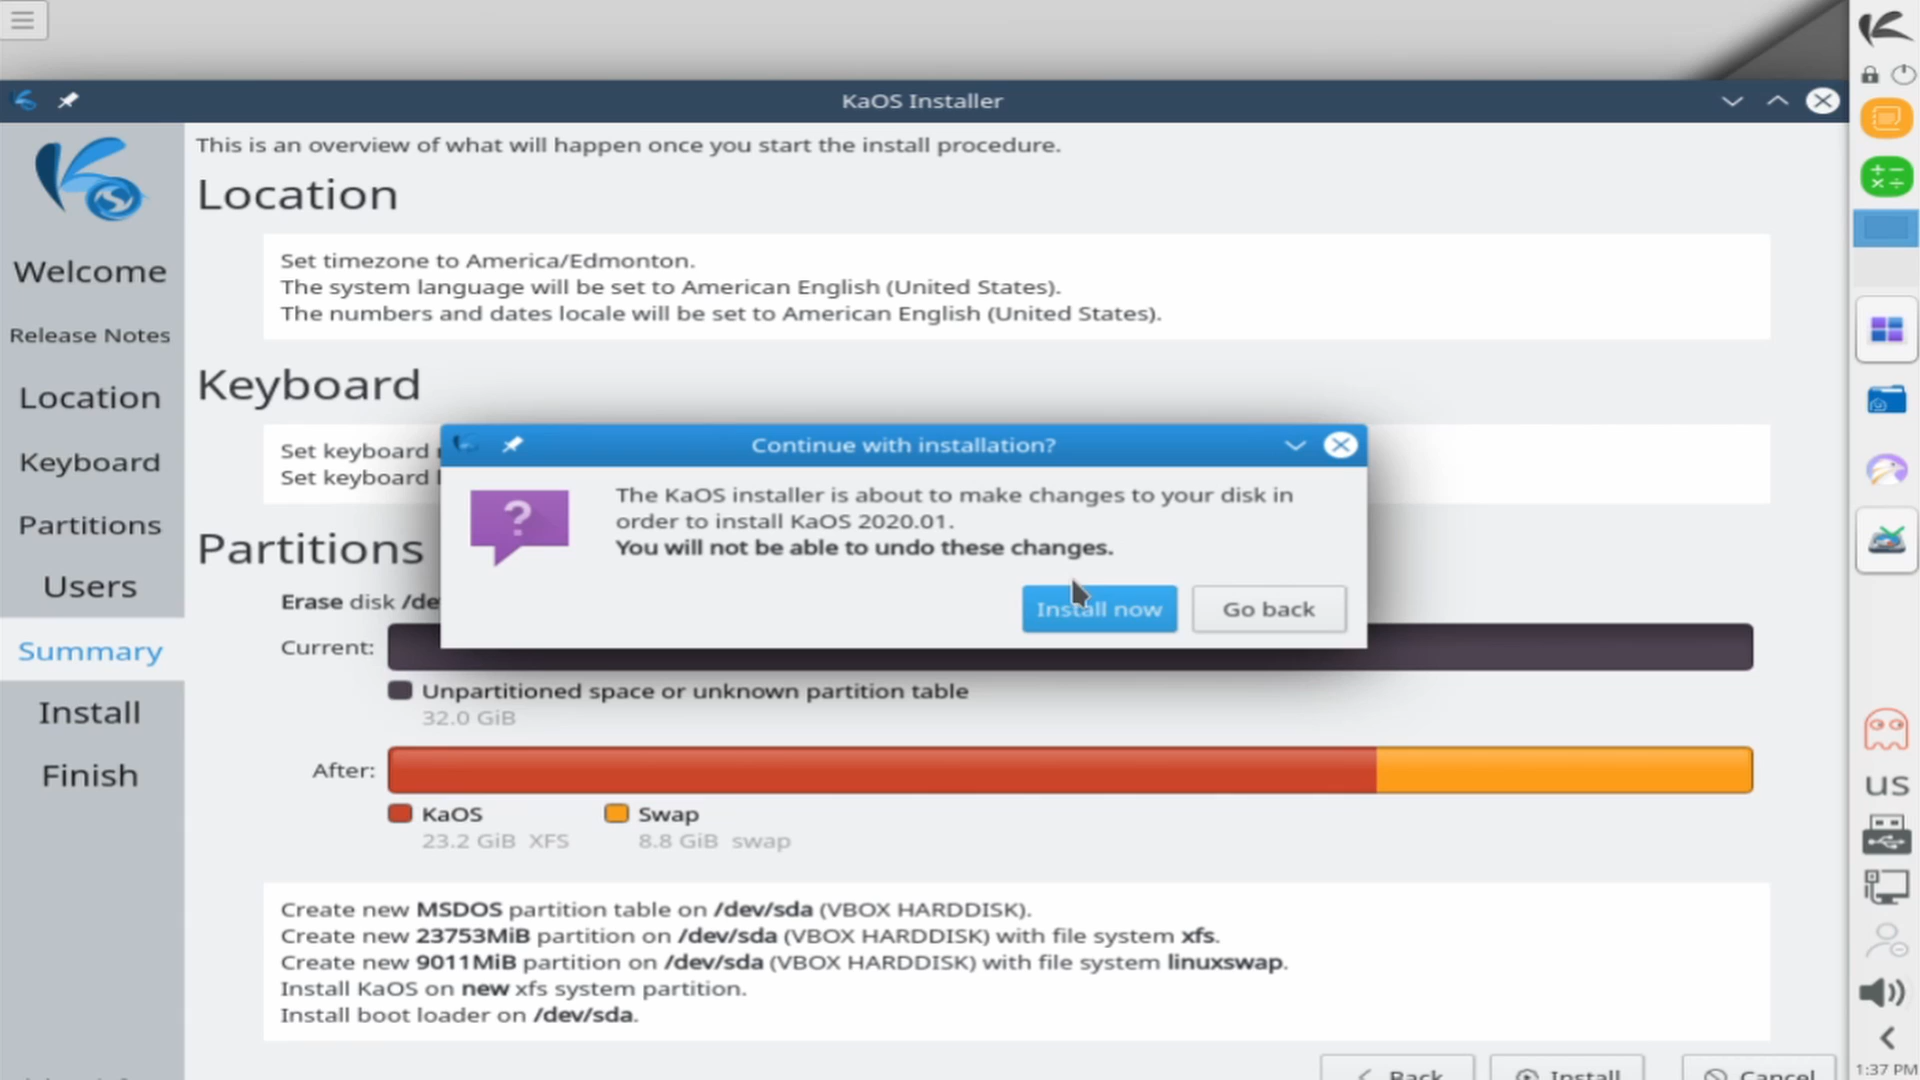 KaOS Installer
This is an overview of what will happen once you start the install procedure.
Location
Set timezone to America/Edmonton.
The system language will be set to American English (United States).
The numbers and dates locale will be set to American English (United States).
Welcome
Release Notes
Location
Keyboard
Partitions
Users
Summary
Install
Finish
Keyboard
Set keyboard
Set keyboard
Continue with installation?
?
The KaOS installer is about to make changes to your disk in
order to install KaOS 2020.01.
You will not be able to undo these changes.
Install now
Go back
Partitions
Erase disk /de
Current:
Unpartitioned space or unknown partition table
32.0 GiB
After:
KaOS
23.2 GiB XFS
Swap
8.8 GiB swap
Create new MSDOS partition table on /dev/sda (VBOX HARDDISK).
Create new 23753MiB partition on /dev/sda (VBOX HARDDISK) with file system xfs.
Create new 9011MiB partition on /dev/sda (VBOX HARDDISK) with file system linuxswap.
Install KaOS on new xfs system partition.
Install boot loader on /dev/sda.
Back
Install
Cancel
us
1:37 PM